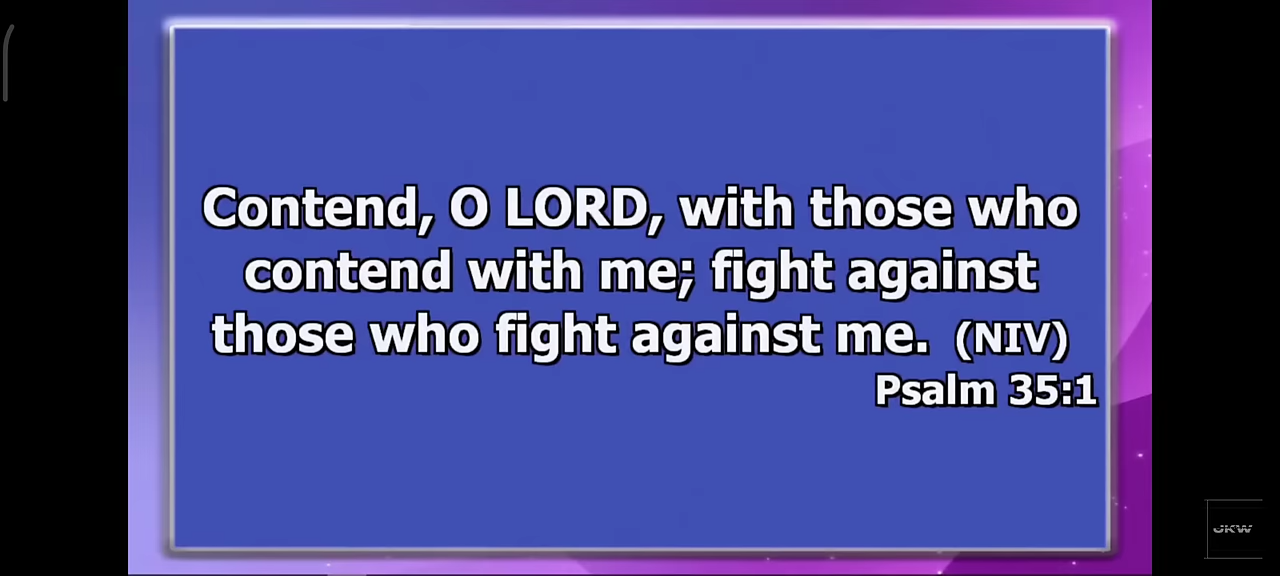 Contend, O LORD, with those who
contend with me; fight against
those who fight against me. (NIV)
Psalm 35:1
JKW